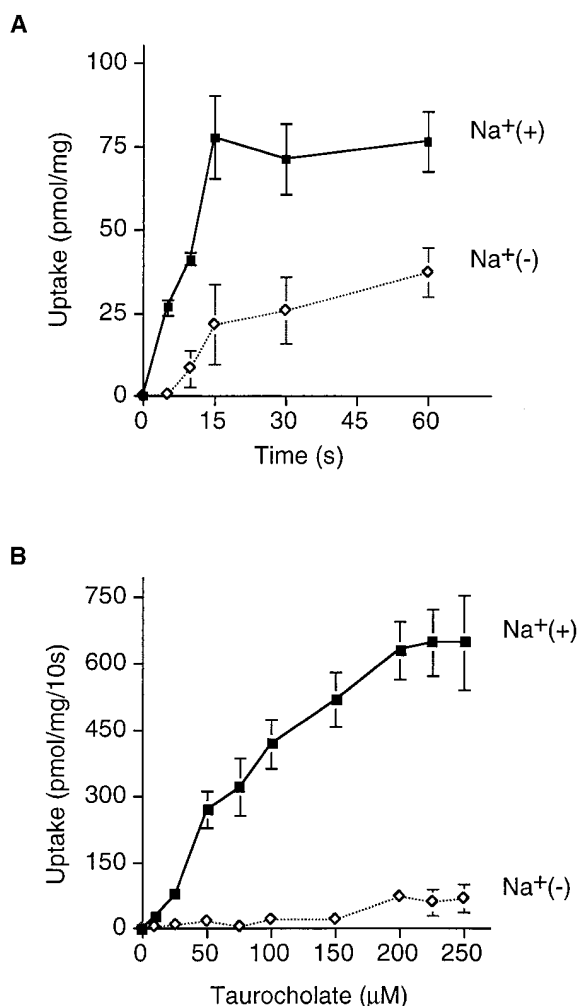 A
Uptake (pmol/mg)
100
75
50
25
0
0 15 30 45 60
Time (s)
Na+(+)
Na+(-)
B
Uptake (pmol/mg/10s)
750
600
450
300
150
0
0 50 100 150 200 250
Taurocholate (μM)
Na+(+)
Na+(-)